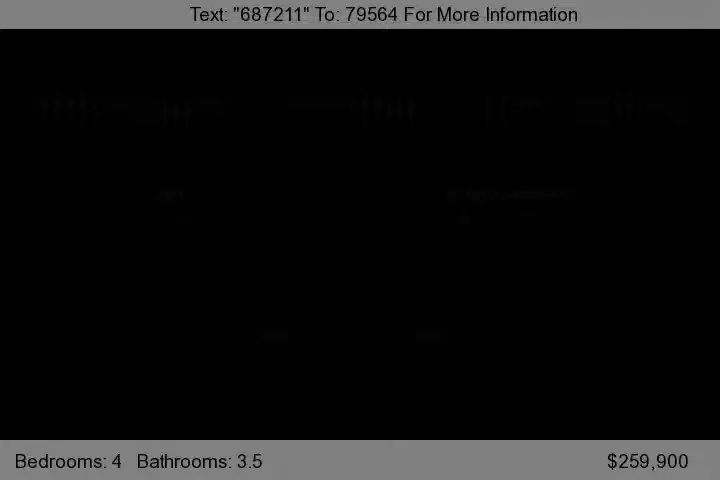 Text: "687211" To: 79564 For More Information
Bedrooms: 4 Bathrooms: 3.5 $259,900